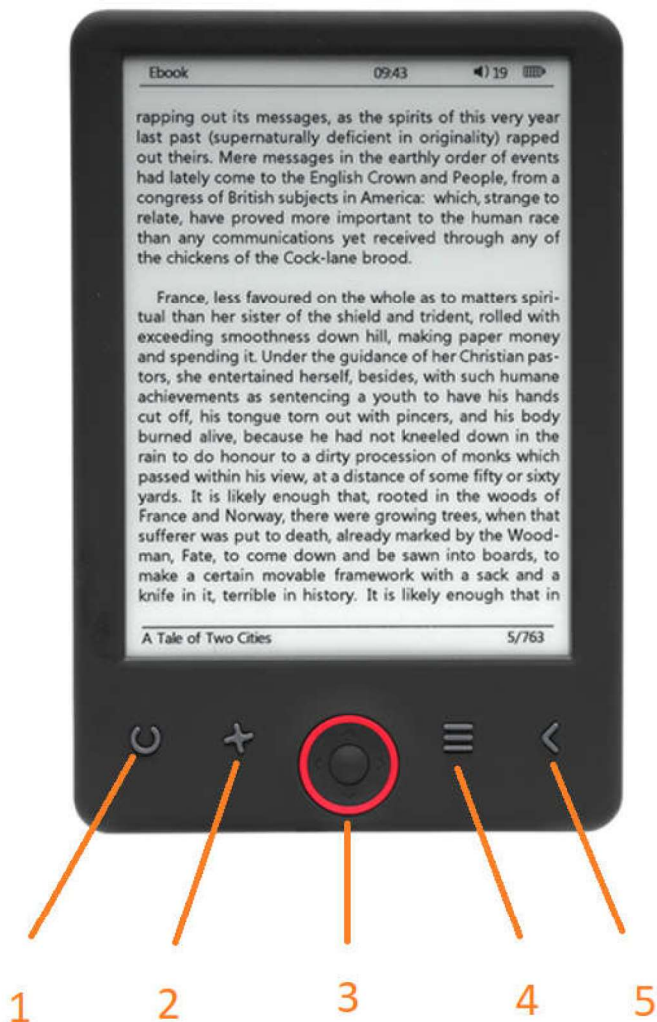 Ebook 09:43 19
rapping out its messages, as the spirits of this very year
last past (supernaturally deficient in originality) rapped
out theirs. Mere messages in the earthly order of events
had lately come to the English Crown and People, from a
congress of British subjects in America: which, strange to
relate, have proved more important to the human race
than any communications yet received through any of
the chickens of the Cock-lane brood.
France, less favoured on the whole as to matters spiri-
tual than her sister of the shield and trident, rolled with
exceeding smoothness down hill, making paper money
and spending it. Under the guidance of her Christian pas-
tors, she entertained herself, besides, with such humane
achievements as sentencing a youth to have his hands
cut off, his tongue torn out with pincers, and his body
burned alive, because he had not kneeled down in the
rain to do honour to a dirty procession of monks which
passed within his view, at a distance of some fifty or sixty
yards. It is likely enough that, rooted in the woods of
France and Norway, there were growing trees, when that
sufferer was put to death, already marked by the Wood-
man, Fate, to come down and be sawn into boards, to
make a certain movable framework with a sack and a
knife in it, terrible in history. It is likely enough that in
A Tale of Two Cities 5/763
1 2 3 4 5